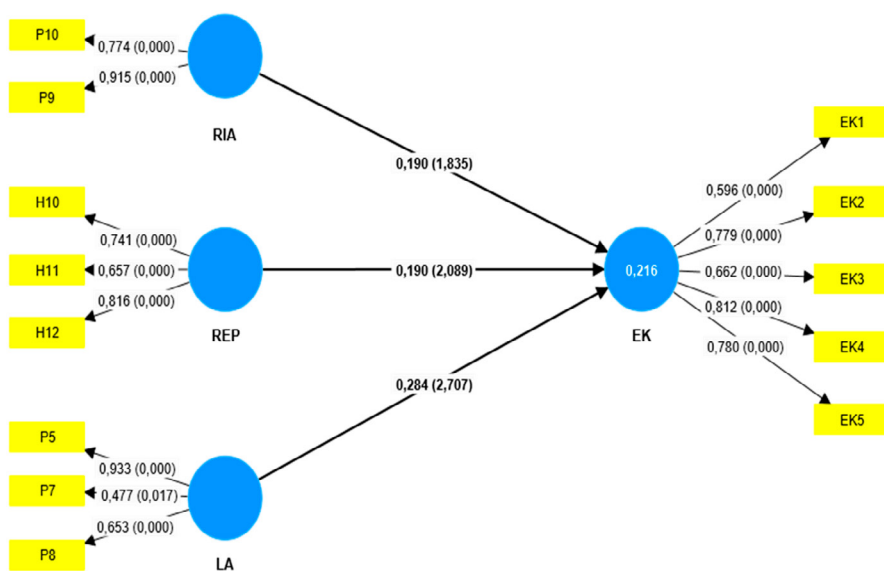 P10
0,774 (0,000)
0,915 (0,000)
P9
RIA
0,190 (1,835)
H10
0,741 (0,000)
H11
0,657 (0,000)
0,816 (0,000)
H12
REP
0,190 (2,089)
P5
0,933 (0,000)
P7
0,477 (0,017)
0,653 (0,000)
P8
LA
0,284 (2,707)
0,216
EK
EK1
0,596 (0,000)
EK2
0,779 (0,000)
0,662 (0,000)
EK3
0,812 (0,000)
EK4
0,780 (0,000)
EK5